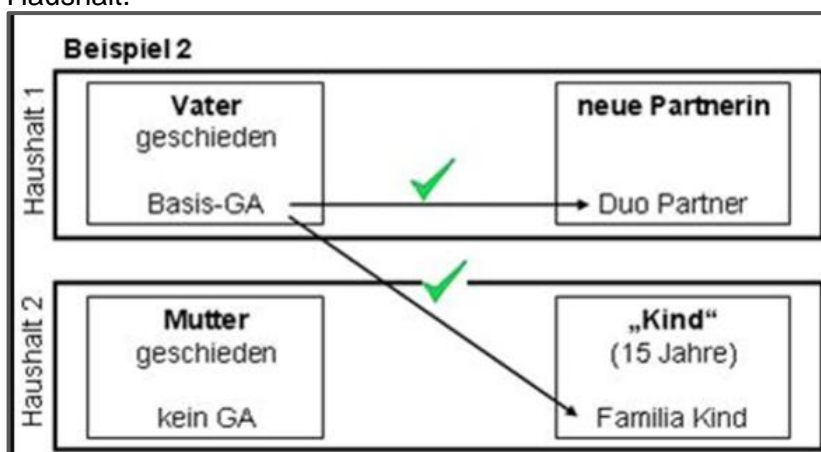 Haushalt.
Beispiel 2
Haushalt 1
Vater
geschieden
Basis-GA
neue Partnerin
Duo Partner
Haushalt 2
Mutter
geschieden
kein GA
„Kind“
(15 Jahre)
Familia Kind